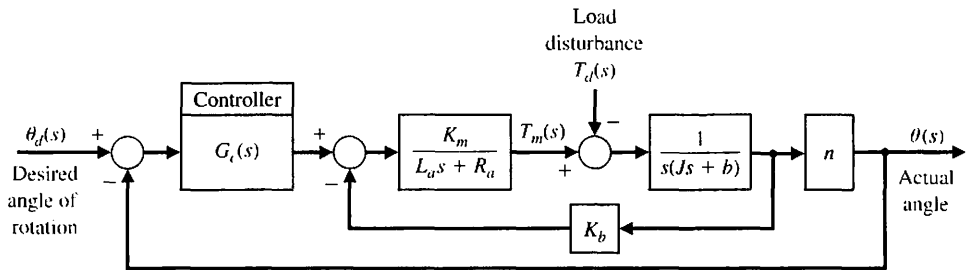 Load
disturbance
T_d(s)
Controller
θ_d(s)
+
−
G_c(s)
+
−
K_m
L_a s + R_a
T_m(s)
+
−
1
s(Js + b)
n
θ(s)
Desired
angle of
rotation
Actual
angle
K_b